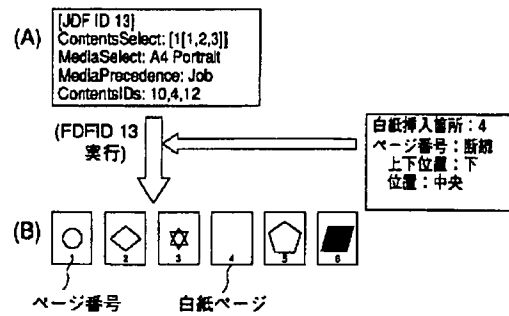 (A)
[JDF ID 13]
ContentsSelect: [1[1,2,3]]
MediaSelect: A4 Portrait
MediaPrecedence: Job
ContentsIDs: 10,4,12
(FDFID 13
実行)
白紙挿入箇所：4
ページ番号：断続
上下位置：下
位置：中央
(B)
1 2 3 4 5 6
ページ番号
白紙ページ